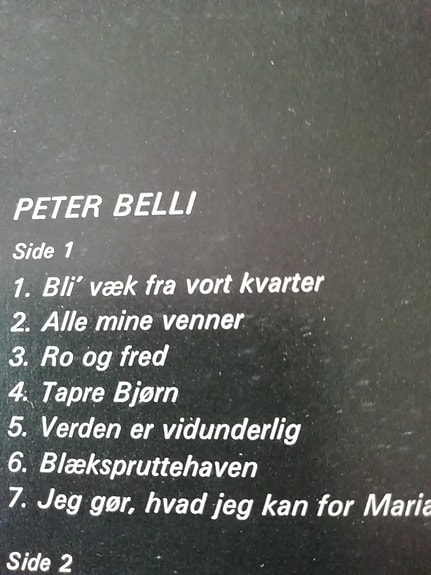 PETER BELLI
Side 1
1. Bli' væk fra vort kvarter
2. Alle mine venner
3. Ro og fred
4. Tapre Bjørn
5. Verden er vidunderlig
6. Blækspruttehaven
7. Jeg gør, hvad jeg kan for Maria
Side 2